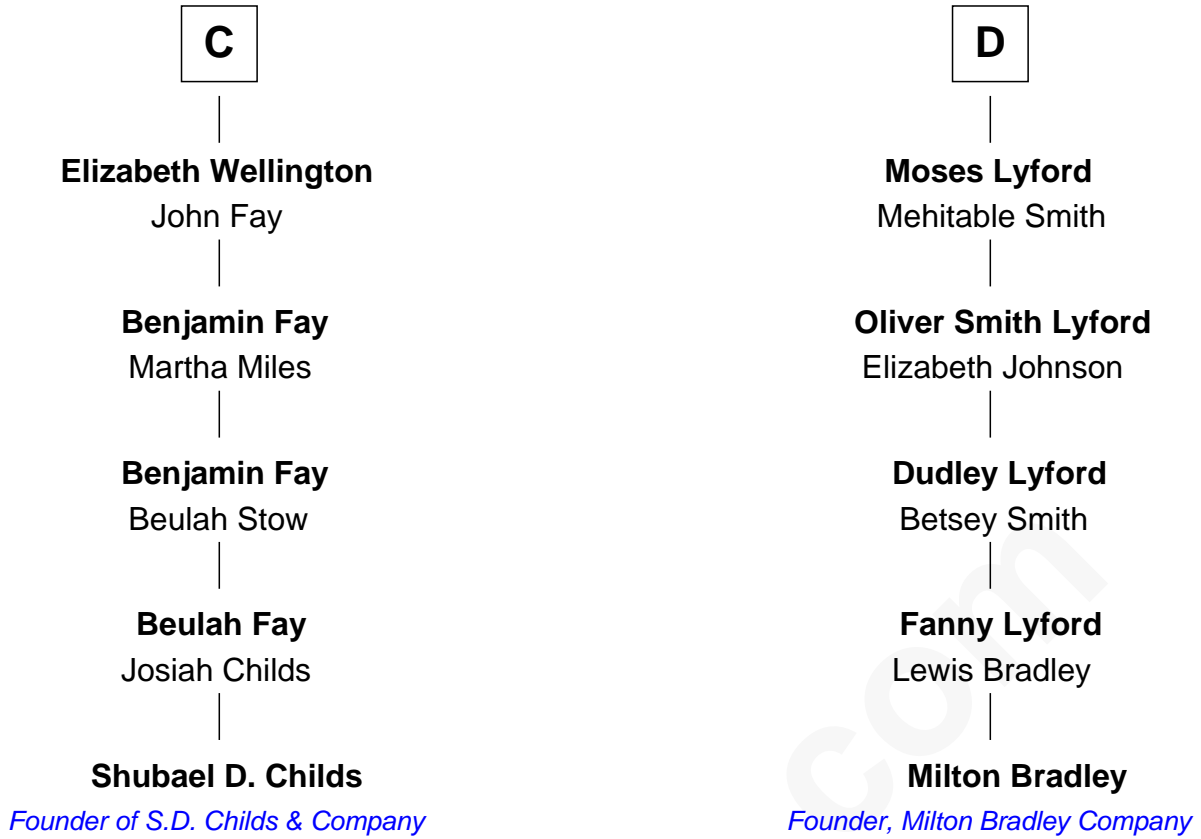 C
Elizabeth Wellington
John Fay
Benjamin Fay
Martha Miles
Benjamin Fay
Beulah Stow
Beulah Fay
Josiah Childs
Shubael D. Childs
Founder of S.D. Childs & Company
D
Moses Lyford
Mehitable Smith
Oliver Smith Lyford
Elizabeth Johnson
Dudley Lyford
Betsey Smith
Fanny Lyford
Lewis Bradley
Milton Bradley
Founder, Milton Bradley Company
com